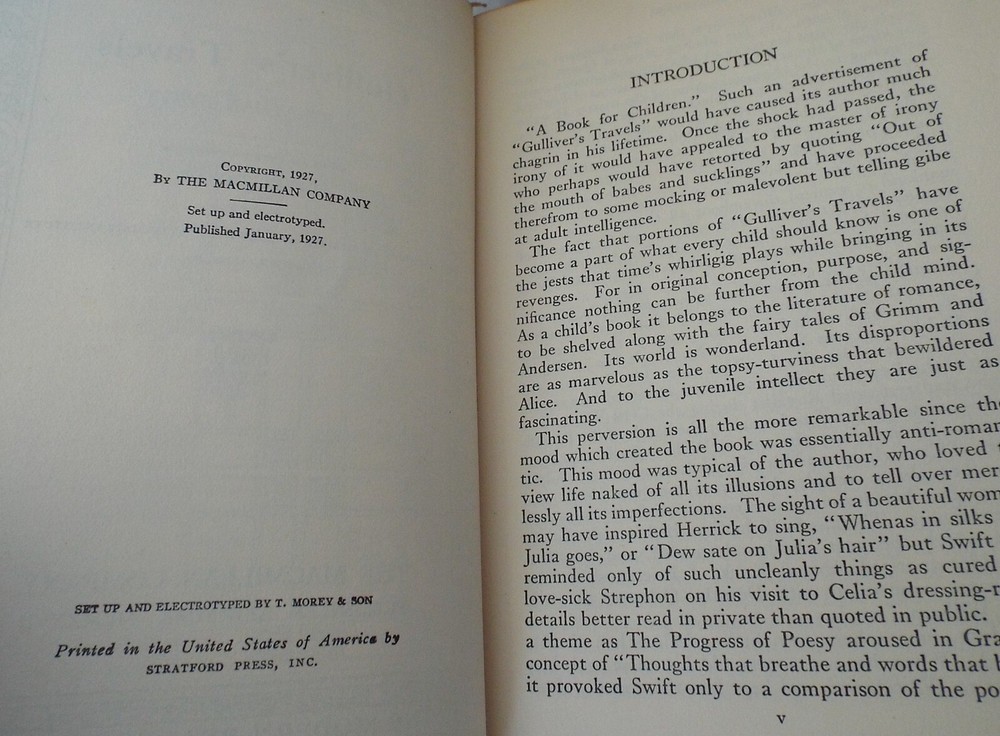 COPYRIGHT, 1927,
BY THE MACMILLAN COMPANY
Set up and electrotyped.
Published January, 1927.
SET UP AND ELECTROTYPED BY T. MOREY & SON
Printed in the United States of America by
STRATFORD PRESS, INC.
INTRODUCTION
“A Book for Children.” Such an advertisement of
“Gulliver’s Travels” would have caused its author much
chagrin in his lifetime. Once the shock had passed, the
irony of it would have appealed to the master of irony
who perhaps would have retorted by quoting “Out of
the mouth of babes and sucklings” and have proceeded
therefrom to some mocking or malevolent but telling gibe
at adult intelligence.
The fact that portions of “Gulliver’s Travels” have
become a part of what every child should know is one of
the jests that time’s whirligig plays while bringing in its
revenges. For in original conception, purpose, and sig-
nificance nothing can be further from the child mind.
As a child’s book it belongs to the literature of romance,
to be shelved along with the fairy tales of Grimm and
Andersen. Its world is wonderland. Its disproportions
are as marvelous as the topsy-turviness that bewildered
Alice. And to the juvenile intellect they are just as
fascinating.
This perversion is all the more remarkable since the
mood which created the book was essentially anti-roman
tic. This mood was typical of the author, who loved
view life naked of all its illusions and to tell over mer
lessly all its imperfections. The sight of a beautiful wom
may have inspired Herrick to sing, “Whenas in silks
Julia goes,” or “Dew sate on Julia’s hair” but Swift
reminded only of such uncleanly things as cured
love-sick Strephon on his visit to Celia’s dressing-r
details better read in private than quoted in public.
a theme as The Progress of Poesy aroused in Gra
concept of “Thoughts that breathe and words that
it provoked Swift only to a comparison of the po
v